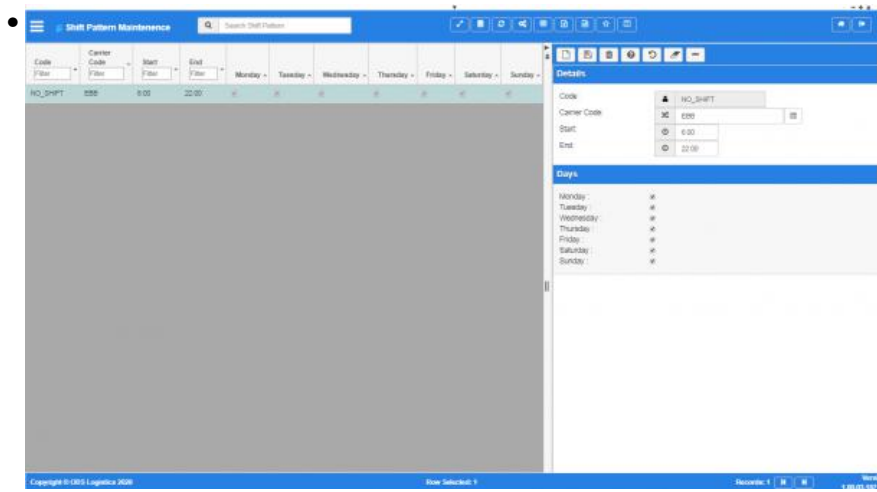 Shift Pattern Maintenence
Search Shift Pattern
Code
Carrier
Code
Start
End
Monday
Tuesday
Wednesday
Thursday
Friday
Saturday
Sunday
Filter
Filter
Filter
Filter
NO_SHIFT EBB 6:00 22:00
Details
Code
NO_SHIFT
Carrier Code
EBB
Start
6:00
End
22:00
Days
Monday :
Tuesday :
Wednesday :
Thursday :
Friday :
Saturday :
Sunday :
Copyright © OBS Logistics 2020
Row Selected: 1
Records: 1